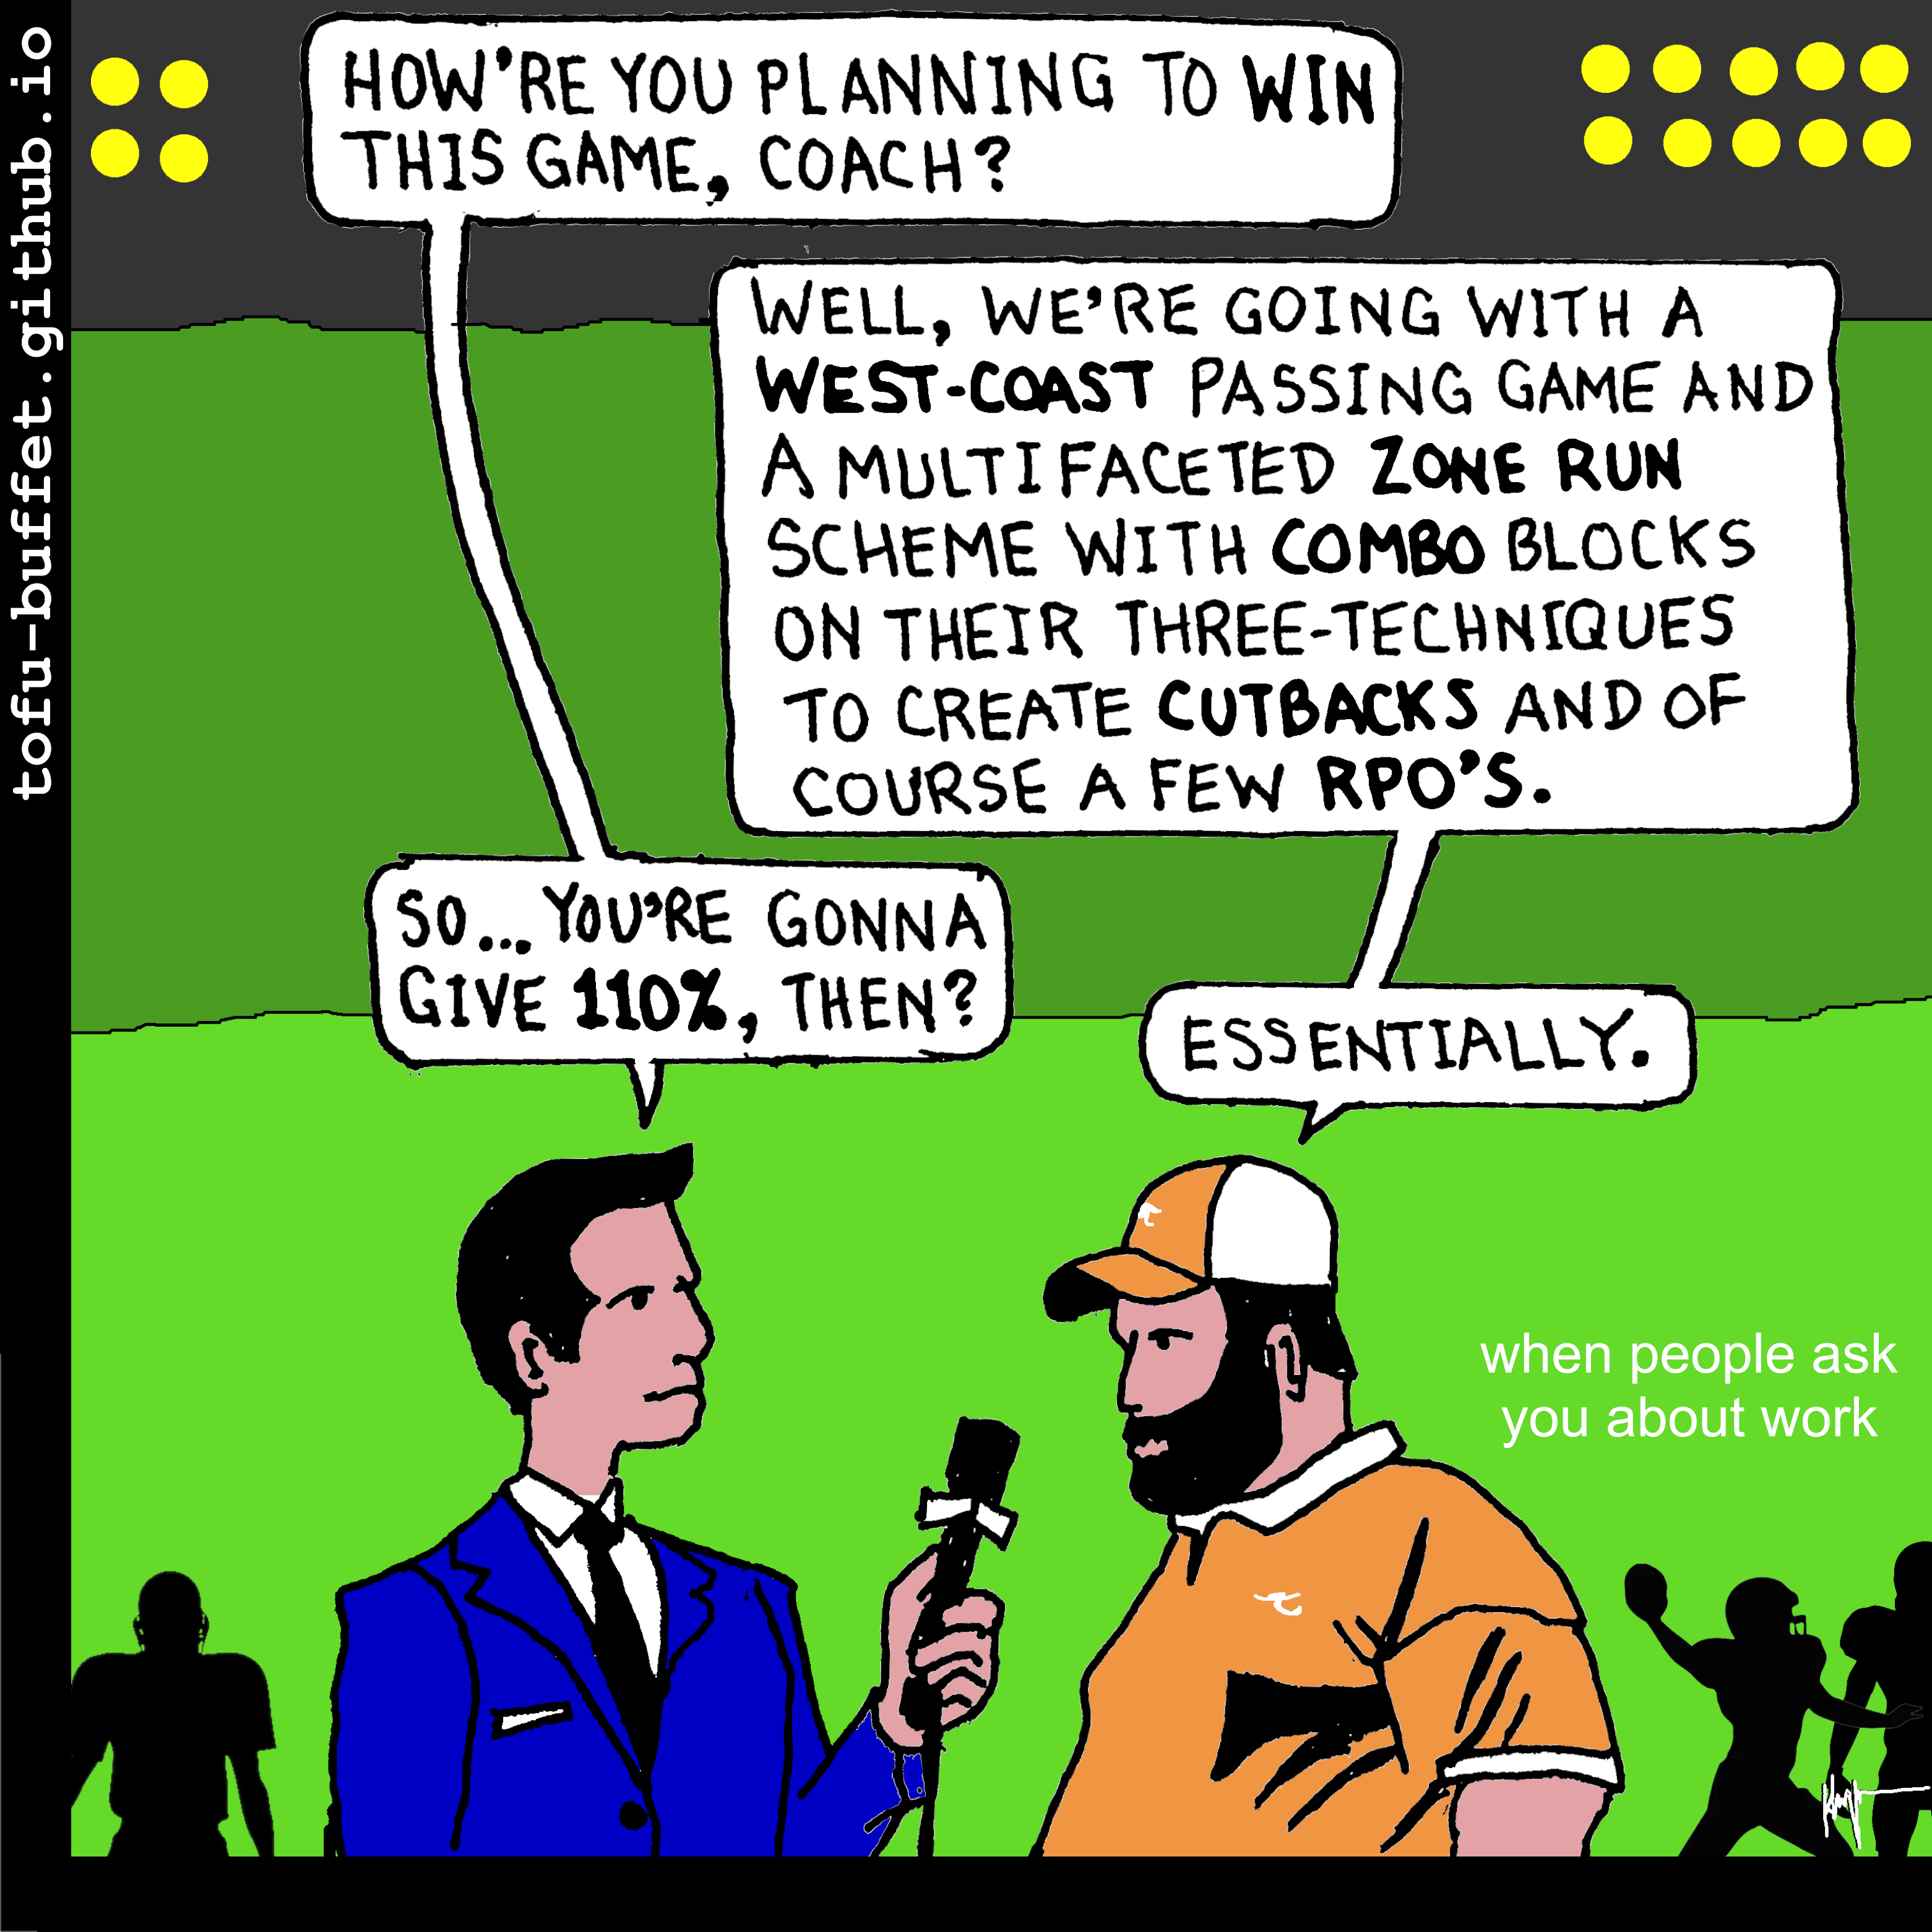 tofu-buffet.github.io
HOW'RE YOU PLANNING TO WIN
THIS GAME, COACH?
WELL, WE'RE GOING WITH A
WEST-COAST PASSING GAME AND
A MULTIFACETED ZONE RUN
SCHEME WITH COMBO BLOCKS
ON THEIR THREE-TECHNIQUES
TO CREATE CUTBACKS AND OF
COURSE A FEW RPO'S.
SO... YOU'RE GONNA
GIVE 110%, THEN?
ESSENTIALLY.
when people ask
you about work